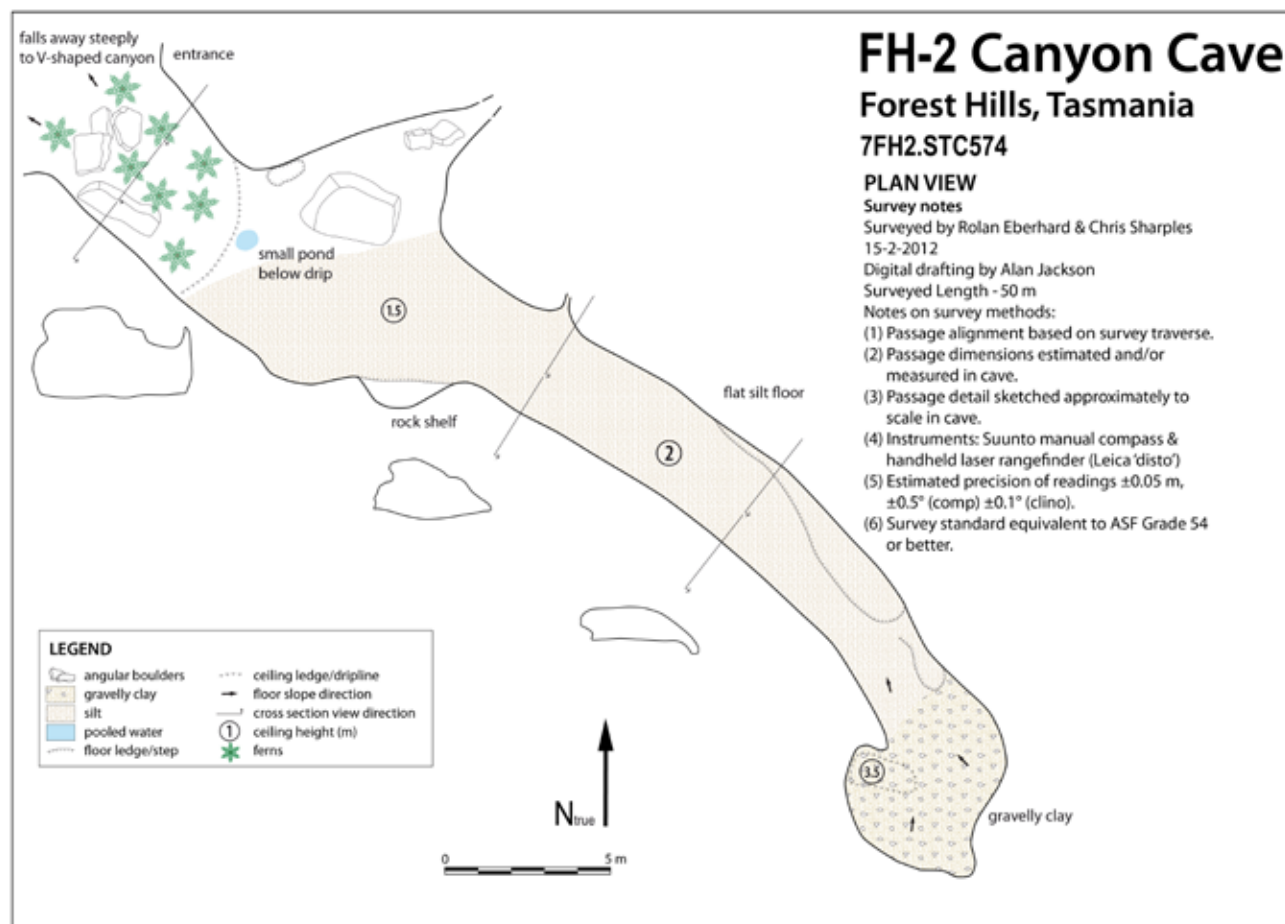 FH-2 Canyon Cave
Forest Hills, Tasmania
7FH2.STC574
PLAN VIEW
Survey notes
Surveyed by Rolan Eberhard & Chris Sharples
15-2-2012
Digital drafting by Alan Jackson
Surveyed Length - 50 m
Notes on survey methods:
(1) Passage alignment based on survey traverse.
(2) Passage dimensions estimated and/or
measured in cave.
(3) Passage detail sketched approximately to
scale in cave.
(4) Instruments: Suunto manual compass &
handheld laser rangefinder (Leica 'disto')
(5) Estimated precision of readings ±0.05 m,
±0.5° (comp) ±0.1° (clino).
(6) Survey standard equivalent to ASF Grade 54
or better.
falls away steeply
to V-shaped canyon
entrance
small pond
below drip
1.5
rock shelf
flat silt floor
2
3.5
gravelly clay
LEGEND
angular boulders
gravelly clay
silt
pooled water
floor ledge/step
ceiling ledge/dripline
floor slope direction
cross section view direction
1 ceiling height (m)
ferns
N true
0 5 m